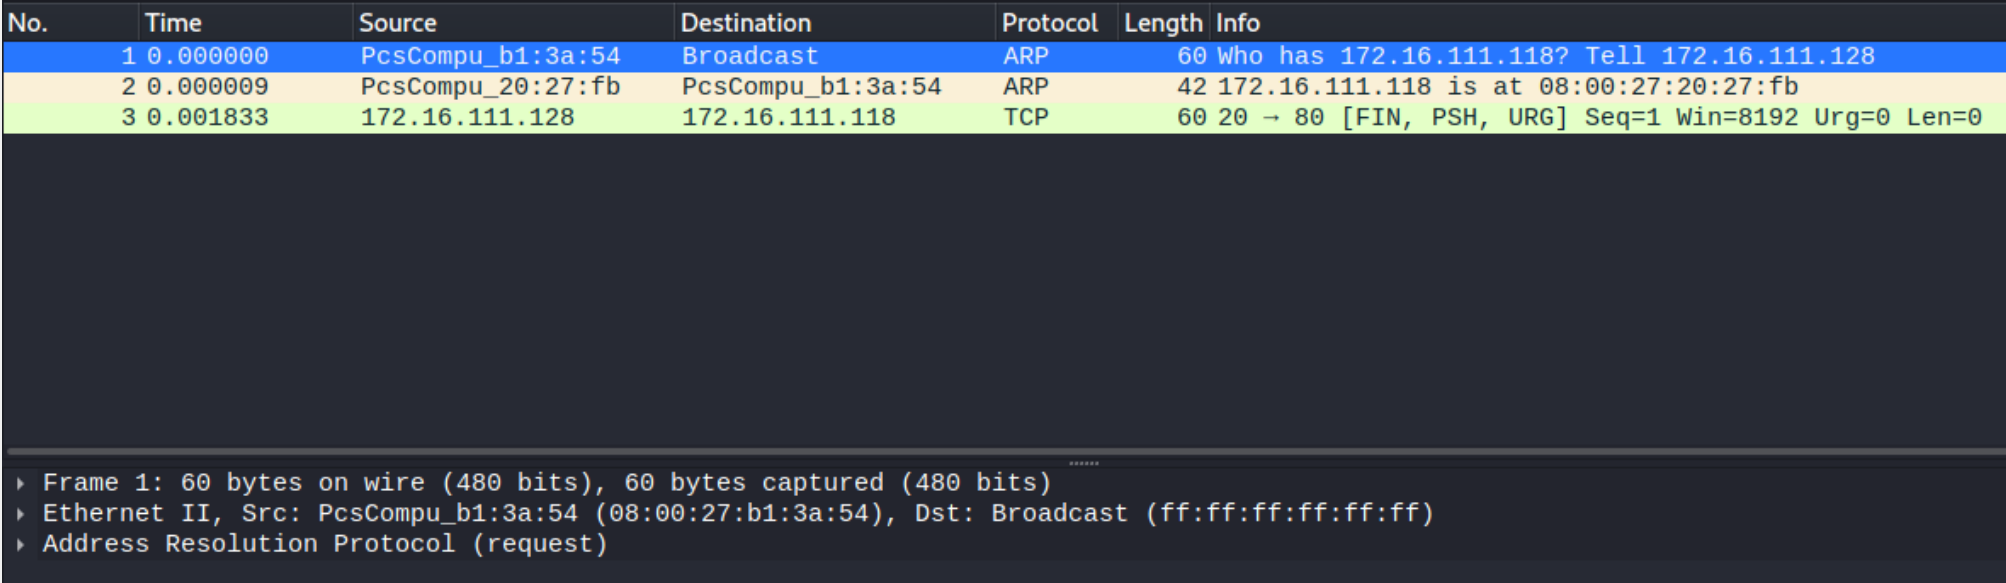 No. Time Source Destination Protocol Length Info
1 0.000000 PcsCompu_b1:3a:54 Broadcast ARP 60 Who has 172.16.111.118? Tell 172.16.111.128
2 0.000009 PcsCompu_20:27:fb PcsCompu_b1:3a:54 ARP 42 172.16.111.118 is at 08:00:27:20:27:fb
3 0.001833 172.16.111.128 172.16.111.118 TCP 60 20 → 80 [FIN, PSH, URG] Seq=1 Win=8192 Urg=0 Len=0
Frame 1: 60 bytes on wire (480 bits), 60 bytes captured (480 bits)
Ethernet II, Src: PcsCompu_b1:3a:54 (08:00:27:b1:3a:54), Dst: Broadcast (ff:ff:ff:ff:ff:ff)
Address Resolution Protocol (request)